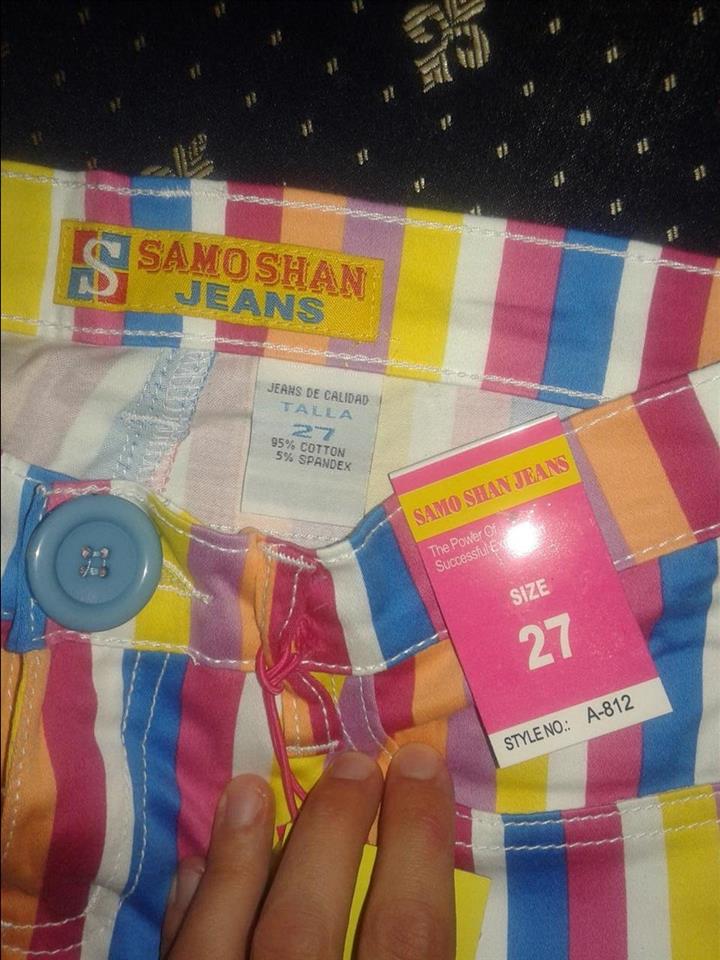 S
SAMO SHAN
JEANS
JEANS DE CALIDAD
TALLA
27
95% COTTON
5% SPANDEX
SAMO SHAN JEANS
The Power Of
Successful
SIZE
27
STYLE NO.: A-812